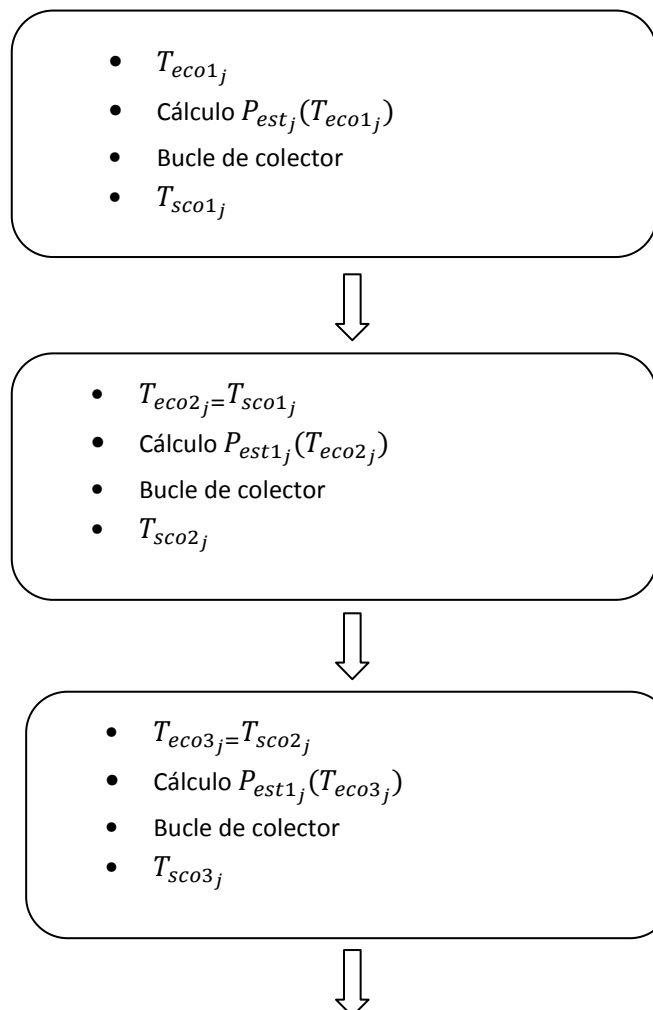 • T_{eco1_j}
• Cálculo P_{est_j}(T_{eco1_j})
• Bucle de colector
• T_{sco1_j}
• T_{eco2_j=}T_{sco1_j}
• Cálculo P_{est1_j}(T_{eco2_j})
• Bucle de colector
• T_{sco2_j}
• T_{eco3_j=}T_{sco2_j}
• Cálculo P_{est1_j}(T_{eco3_j})
• Bucle de colector
• T_{sco3_j}